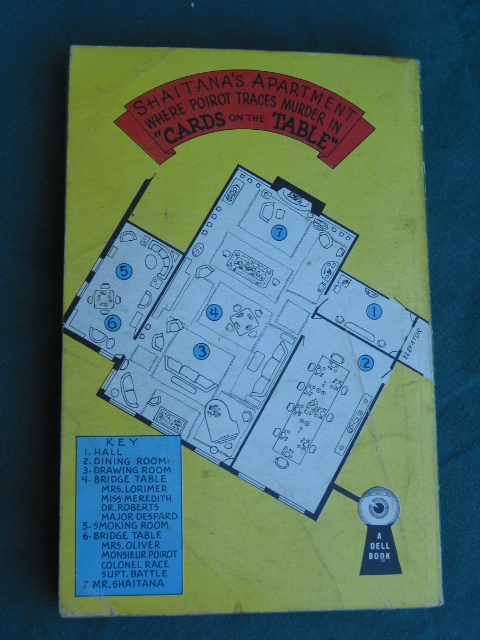 SHAITANA'S APARTMENT
WHERE POIROT TRACES MURDER IN
"CARDS ON THE TABLE"
7
5
1
4
6
3
2
ELEVATOR
KEY
1- HALL
2- DINING ROOM
3- DRAWING ROOM
4- BRIDGE TABLE
MRS. LORIMER
MISS MEREDITH
DR. ROBERTS
MAJOR DESPARD
5- SMOKING ROOM
6- BRIDGE TABLE
MRS. OLIVER
MONSIEUR POIROT
COLONEL RACE
SUPT. BATTLE
7 MR. SHAITANA
A
DELL
BOOK